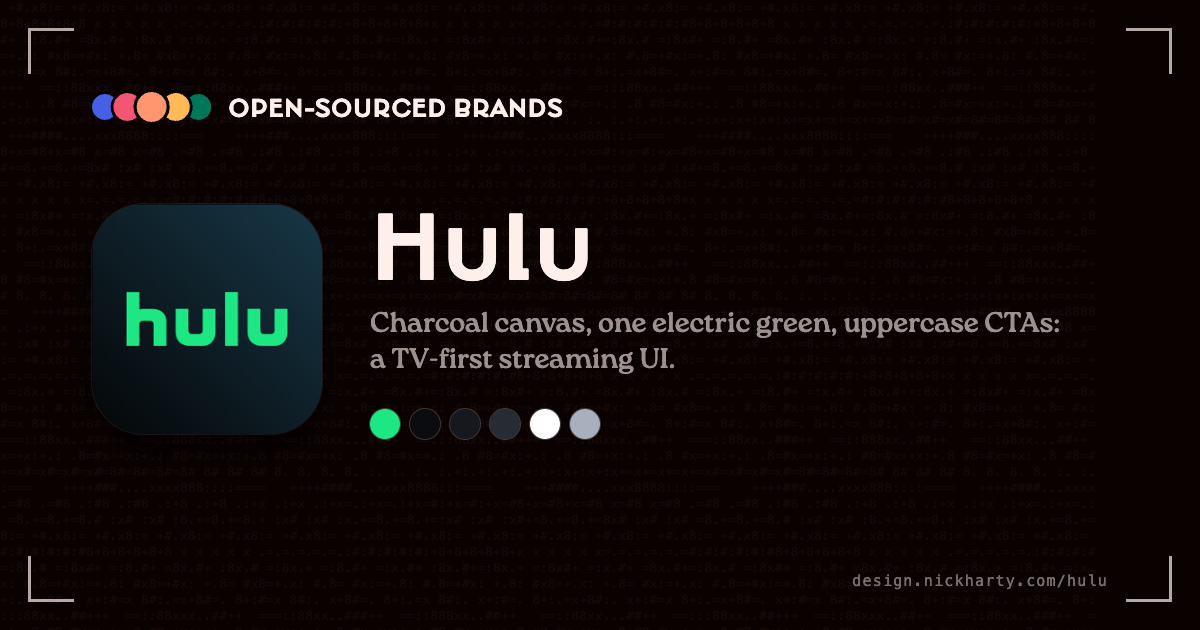 OPEN-SOURCED BRANDS
hulu
Hulu
Charcoal canvas, one electric green, uppercase CTAs:
a TV-first streaming UI.
design.nickharty.com/hulu